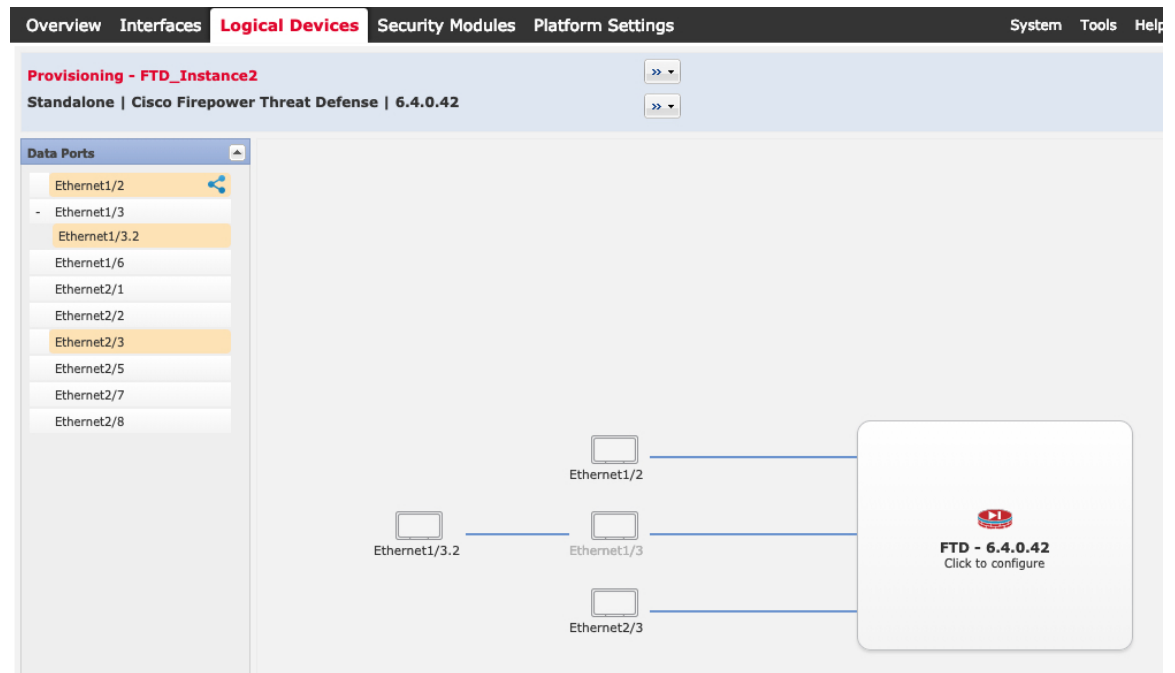 Overview Interfaces Logical Devices Security Modules Platform Settings System Tools Help
Provisioning - FTD_Instance2
Standalone | Cisco Firepower Threat Defense | 6.4.0.42
Data Ports
Ethernet1/2
- Ethernet1/3
Ethernet1/3.2
Ethernet1/6
Ethernet2/1
Ethernet2/2
Ethernet2/3
Ethernet2/5
Ethernet2/7
Ethernet2/8
Ethernet1/2
Ethernet1/3.2
Ethernet1/3
Ethernet2/3
FTD - 6.4.0.42
Click to configure